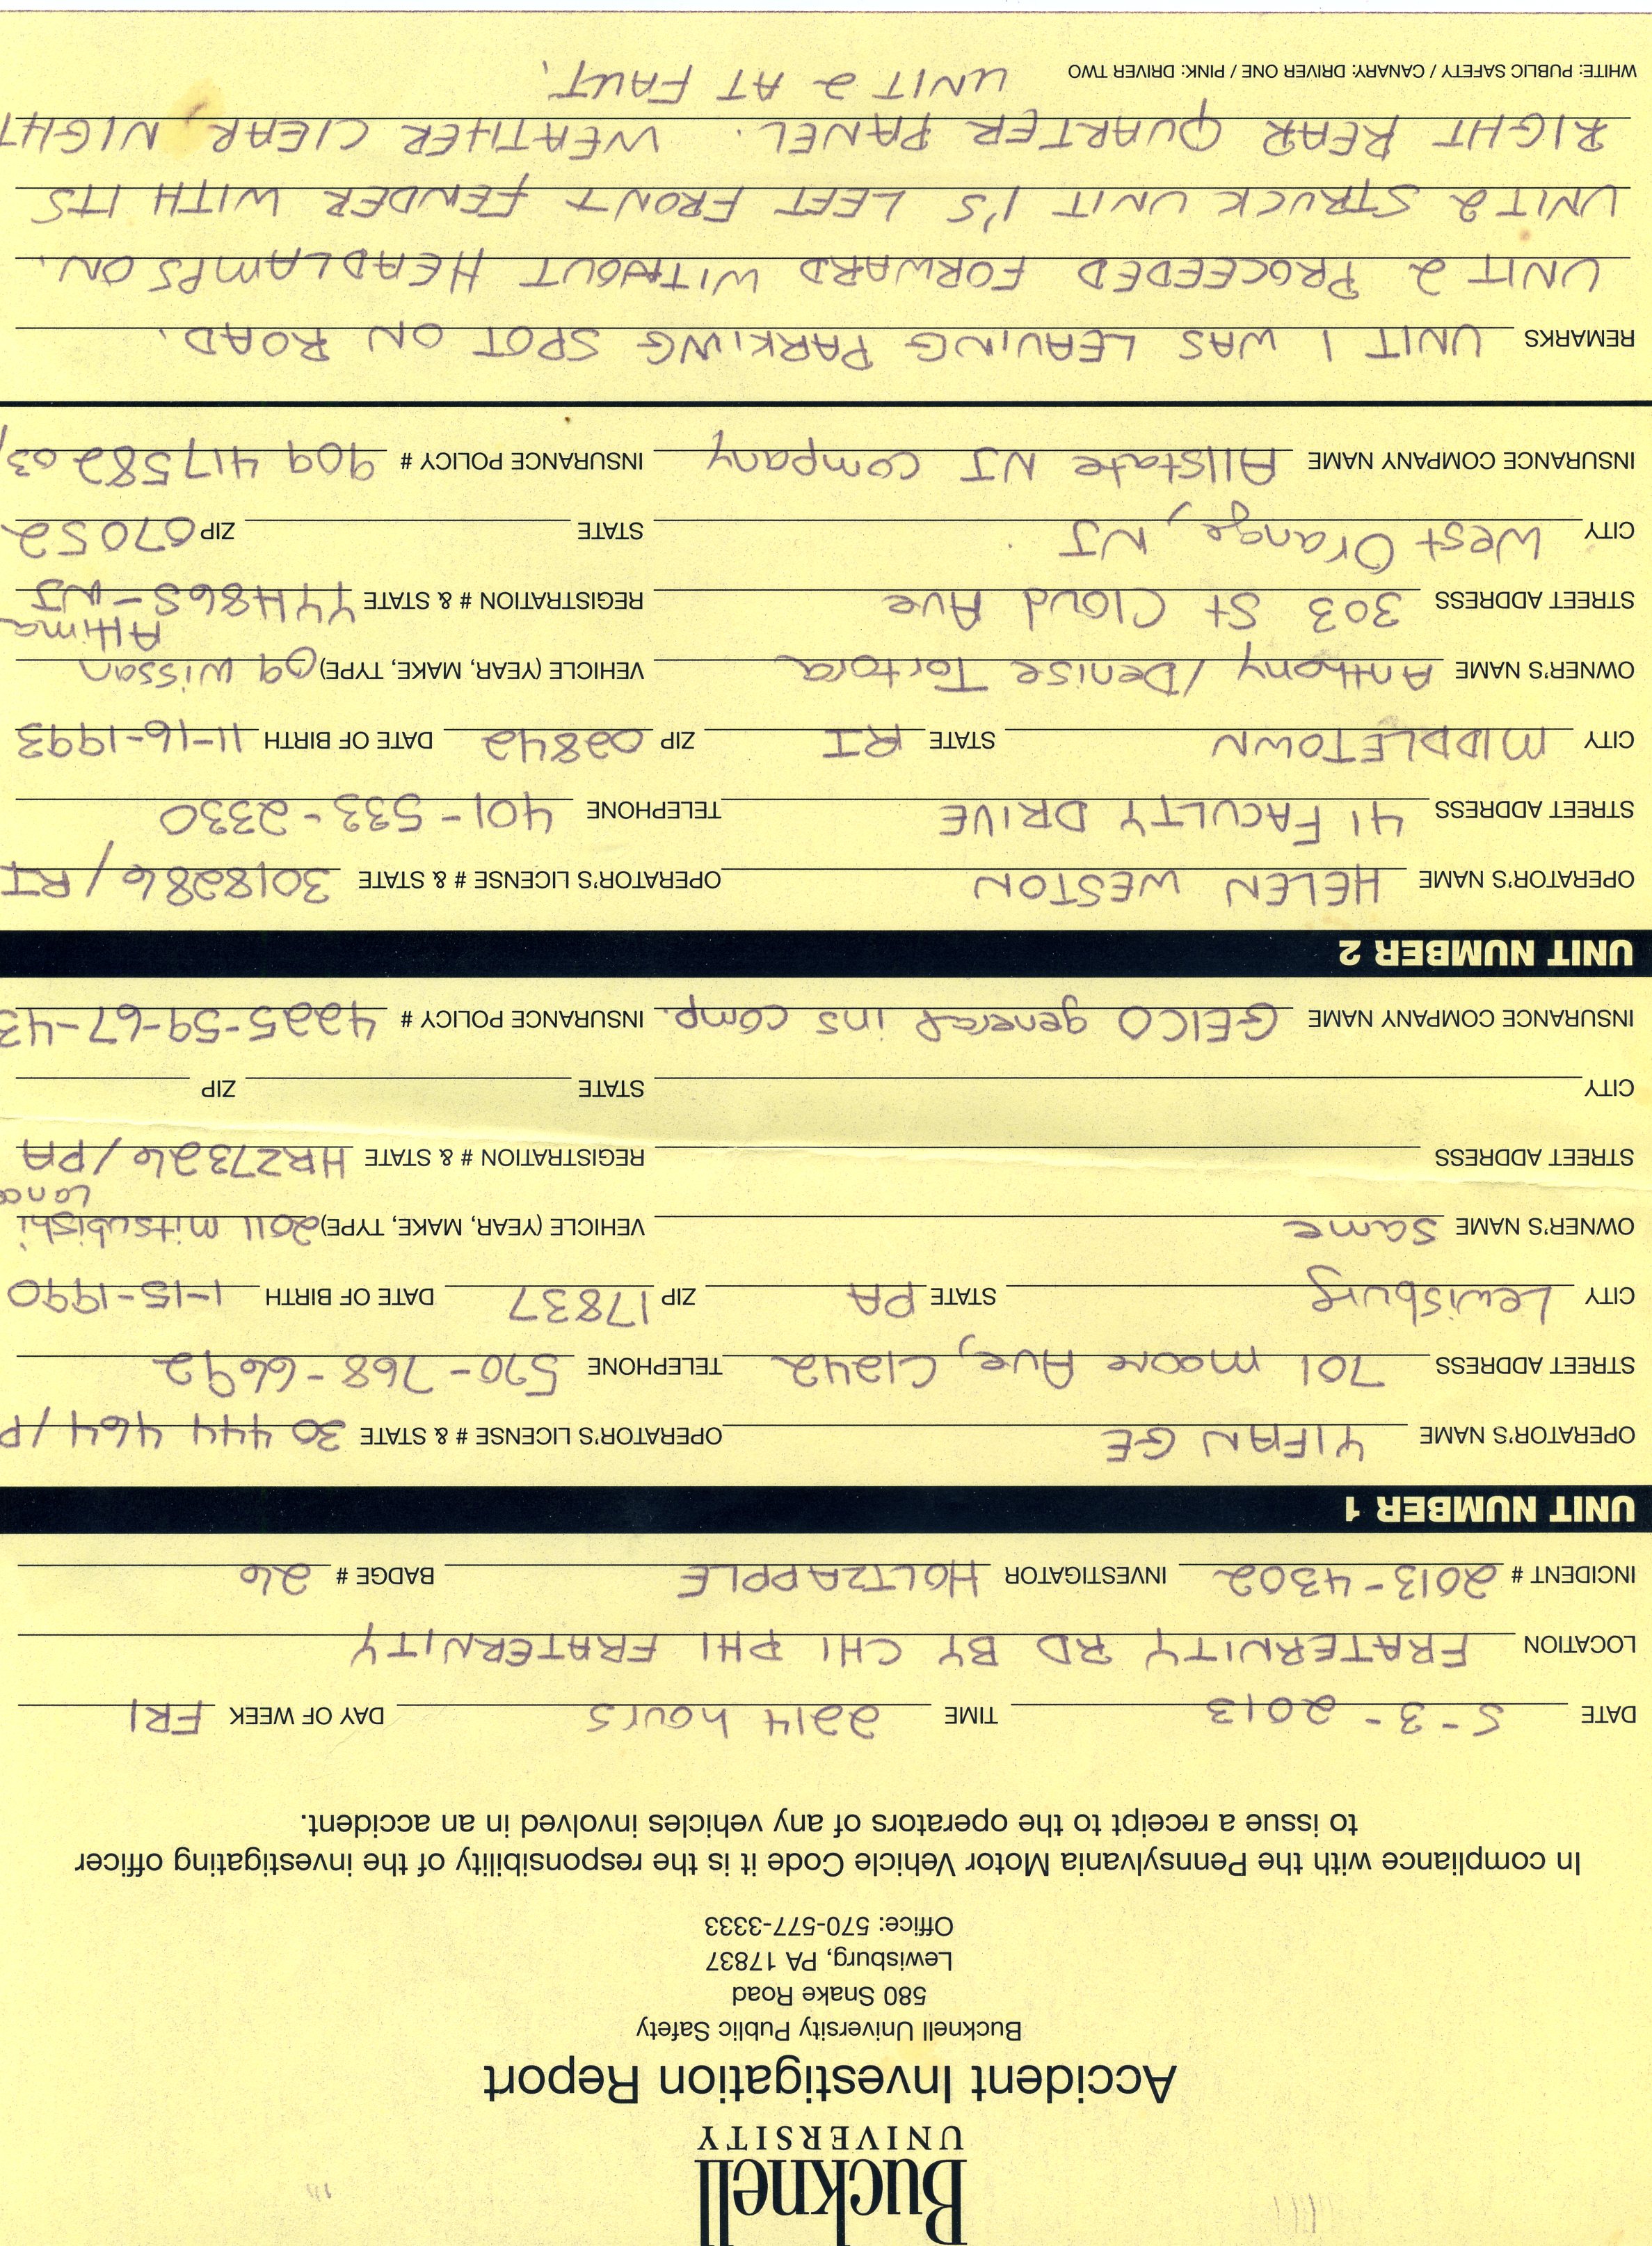 Bucknell
UNIVERSITY
Accident Investigation Report
Bucknell University Public Safety
580 Snake Road
Lewisburg, PA 17837
Office: 570-577-3333
In compliance with the Pennsylvania Motor Vehicle Code it is the responsibility of the investigating officer
to issue a receipt to the operators of any vehicles involved in an accident.
DATE 5-3-2013 TIME 2214 hours DAY OF WEEK FRI
LOCATION FRATERNITY RD BY CHI PHI FRATERNITY
INCIDENT # 2013-4302 INVESTIGATOR HOLTZAPPLE BADGE # 26
UNIT NUMBER 1
OPERATOR'S NAME YIFAN GE OPERATOR'S LICENSE # & STATE 30 444 464 /P
STREET ADDRESS 701 Moore Ave, C1242 TELEPHONE 570-768-6692
CITY Lewisburg STATE PA ZIP 17837 DATE OF BIRTH 1-15-1990
OWNER'S NAME same VEHICLE (YEAR, MAKE, TYPE) 2011 mitsubishi
Lance
STREET ADDRESS REGISTRATION # & STATE HRZ7326/PA
CITY STATE ZIP
INSURANCE COMPANY NAME GEICO general ins comp. INSURANCE POLICY # 4225-59-67-43
UNIT NUMBER 2
OPERATOR'S NAME HELEN WESTON OPERATOR'S LICENSE # & STATE 3018286/RI
STREET ADDRESS 41 FACULTY DRIVE TELEPHONE 401-533-2330
CITY MIDDLETOWN STATE RI ZIP 02842 DATE OF BIRTH 11-16-1993
OWNER'S NAME Anthony/Denise Tortora VEHICLE (YEAR, MAKE, TYPE) 09 Nissan
Altima
STREET ADDRESS 303 St Cloud Ave REGISTRATION # & STATE YYH86S-NJ
CITY West Orange, NJ STATE ZIP 07052
INSURANCE COMPANY NAME Allstate NJ company INSURANCE POLICY # 909 417582 03/
REMARKS UNIT 1 WAS LEAVING PARKING SPOT ON ROAD.
UNIT 2 PROCEEDED FORWARD WITHOUT HEADLAMPS ON.
UNIT 2 STRUCK UNIT 1'S LEFT FRONT FENDER WITH ITS
RIGHT REAR QUARTER PANEL. WEATHER CLEAR, NIGHT
UNIT 2 AT FAULT.
WHITE: PUBLIC SAFETY / CANARY: DRIVER ONE / PINK: DRIVER TWO